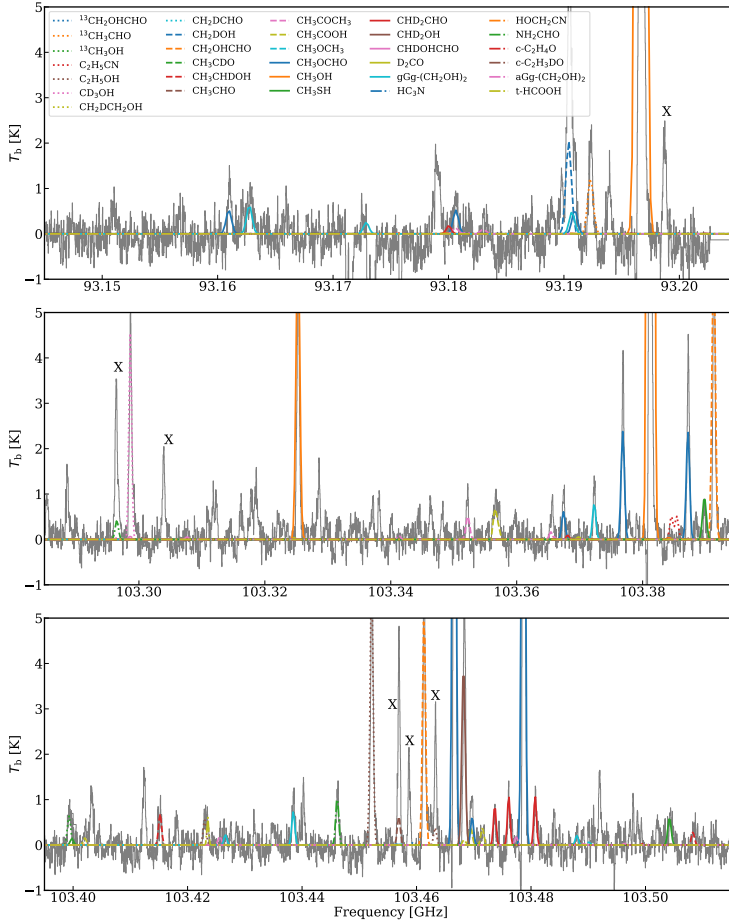 5
4
3
2
1
0
−1
T_b [K]
¹³CH₂OHCHO
¹³CH₃CHO
¹³CH₃OH
C₂H₅CN
C₂H₅OH
CD₃OH
CH₂DCH₂OH
CH₂DCHO
CH₂DOH
CH₂OHCHO
CH₃CDO
CH₃CHDOH
CH₃CHO
CH₃COCH₃
CH₃COOH
CH₃OCH₃
CH₃OCHO
CH₃OH
CH₃SH
CHD₂CHO
CHD₂OH
CHDOHCHO
D₂CO
gGg-(CH₂OH)₂
HC₃N
HOCH₂CN
NH₂CHO
c-C₂H₄O
c-C₂H₃DO
aGg-(CH₂OH)₂
t-HCOOH
X
93.15 93.16 93.17 93.18 93.19 93.20
5
4
3
2
1
0
−1
T_b [K]
X
X
103.30 103.32 103.34 103.36 103.38
5
4
3
2
1
0
−1
T_b [K]
X
X
X
103.40 103.42 103.44 103.46 103.48 103.50
Frequency [GHz]